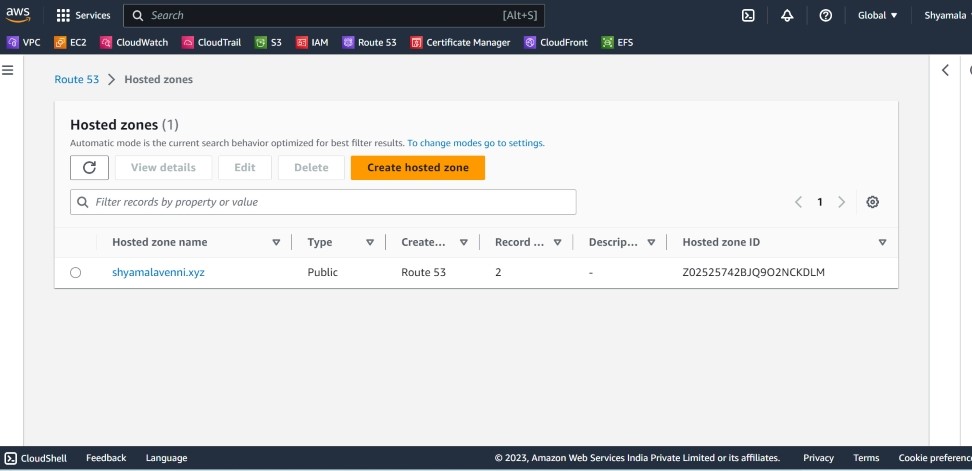 aws Services Search [Alt+S] Global Shyamala
VPC EC2 CloudWatch CloudTrail S3 IAM Route 53 Certificate Manager CloudFront EFS
Route 53 > Hosted zones
Hosted zones (1)
Automatic mode is the current search behavior optimized for best filter results. To change modes go to settings.
View details Edit Delete Create hosted zone
Filter records by property or value 1
Hosted zone name Type Create... Record ... Descrip... Hosted zone ID
shyamalavenni.xyz Public Route 53 2 - Z02525742BJQ9O2NCKDLM
CloudShell Feedback Language © 2023, Amazon Web Services India Private Limited or its affiliates. Privacy Terms Cookie preferenc